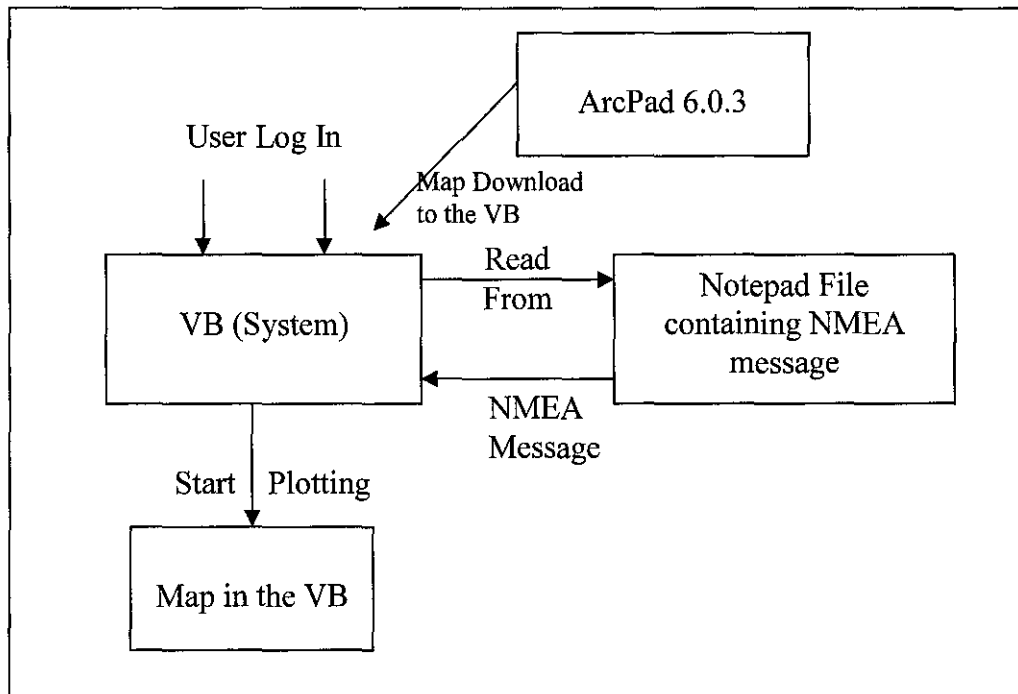 ArcPad 6.0.3
User Log In
Map Download
to the VB
VB (System)
Read
From
Notepad File
containing NMEA
message
NMEA
Message
Start Plotting
Map in the VB